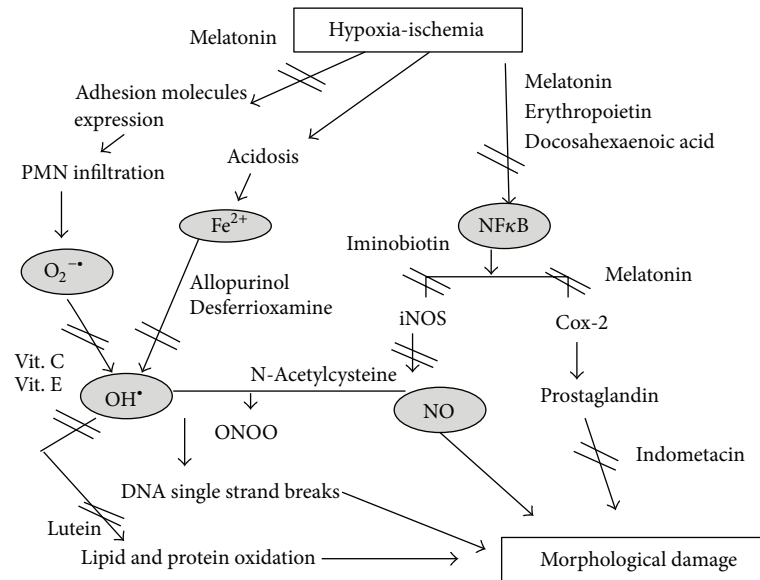 Hypoxia-ischemia
Melatonin
Adhesion molecules
expression
Melatonin
Erythropoietin
Docosahexaenoic acid
PMN infiltration
Acidosis
Fe²⁺
NFκB
O₂⁻•
Iminobiotin
Melatonin
Allopurinol
Desferrioxamine
iNOS
Cox-2
Vit. C
Vit. E
OH•
N-Acetylcysteine
NO
Prostaglandin
ONOO
Indometacin
DNA single strand breaks
Lutein
Lipid and protein oxidation
Morphological damage